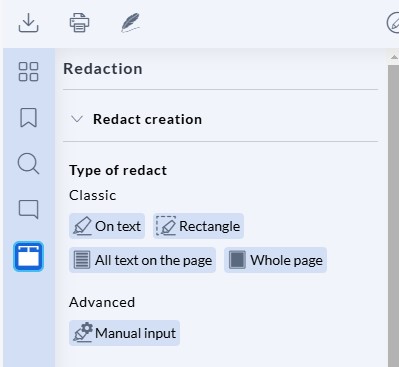 Redaction
Redact creation
Type of redact
Classic
On text Rectangle
All text on the page Whole page
Advanced
Manual input